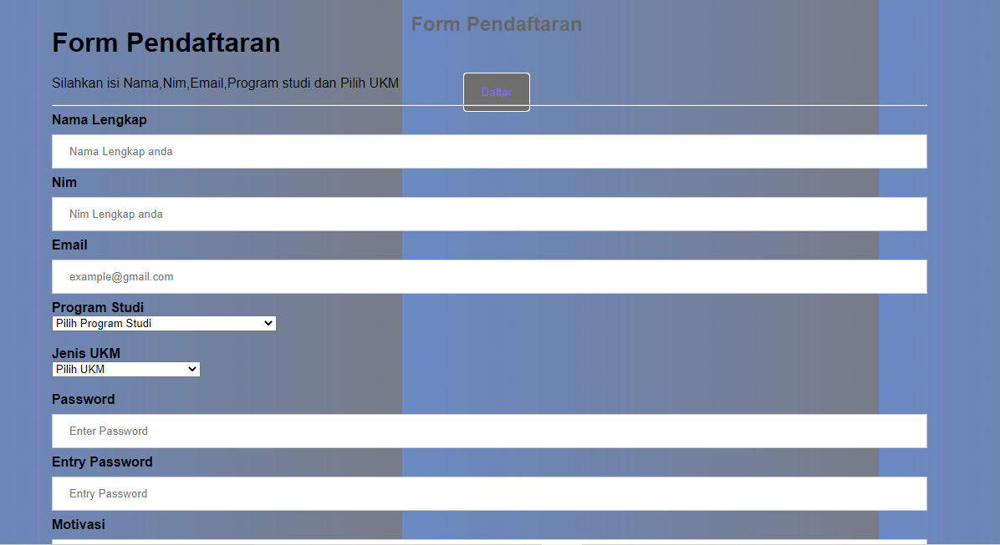 Form Pendaftaran
Form Pendaftaran
Silahkan isi Nama,Nim,Email,Program studi dan Pilih UKM
Daftar
Nama Lengkap
Nama Lengkap anda
Nim
Nim Lengkap anda
Email
example@gmail.com
Program Studi
Pilih Program Studi
Jenis UKM
Pilih UKM
Password
Enter Password
Entry Password
Entry Password
Motivasi